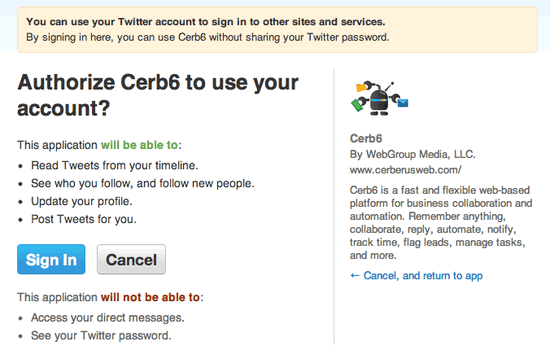 You can use your Twitter account to sign in to other sites and services.
By signing in here, you can use Cerb6 without sharing your Twitter password.
Authorize Cerb6 to use your
account?
This application will be able to:
• Read Tweets from your timeline.
• See who you follow, and follow new people.
• Update your profile.
• Post Tweets for you.
Sign In
Cancel
This application will not be able to:
• Access your direct messages.
• See your Twitter password.
Cerb6
By WebGroup Media, LLC.
www.cerberusweb.com/
Cerb6 is a fast and flexible web-based
platform for business collaboration and
automation. Remember anything,
collaborate, reply, automate, notify,
track time, flag leads, manage tasks,
and more.
← Cancel, and return to app